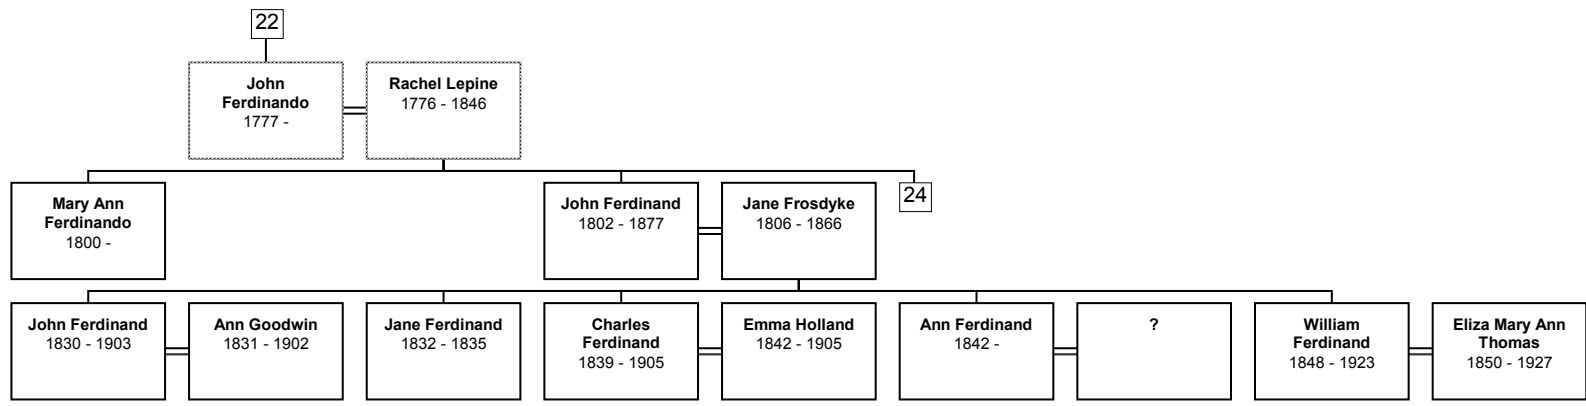 22
John
Ferdinando
1777 -
Rachel Lepine
1776 - 1846
Mary Ann
Ferdinando
1800 -
John Ferdinand
1802 - 1877
Jane Frosdyke
1806 - 1866
24
John Ferdinand
1830 - 1903
Ann Goodwin
1831 - 1902
Jane Ferdinand
1832 - 1835
Charles
Ferdinand
1839 - 1905
Emma Holland
1842 - 1905
Ann Ferdinand
1842 -
?
William
Ferdinand
1848 - 1923
Eliza Mary Ann
Thomas
1850 - 1927